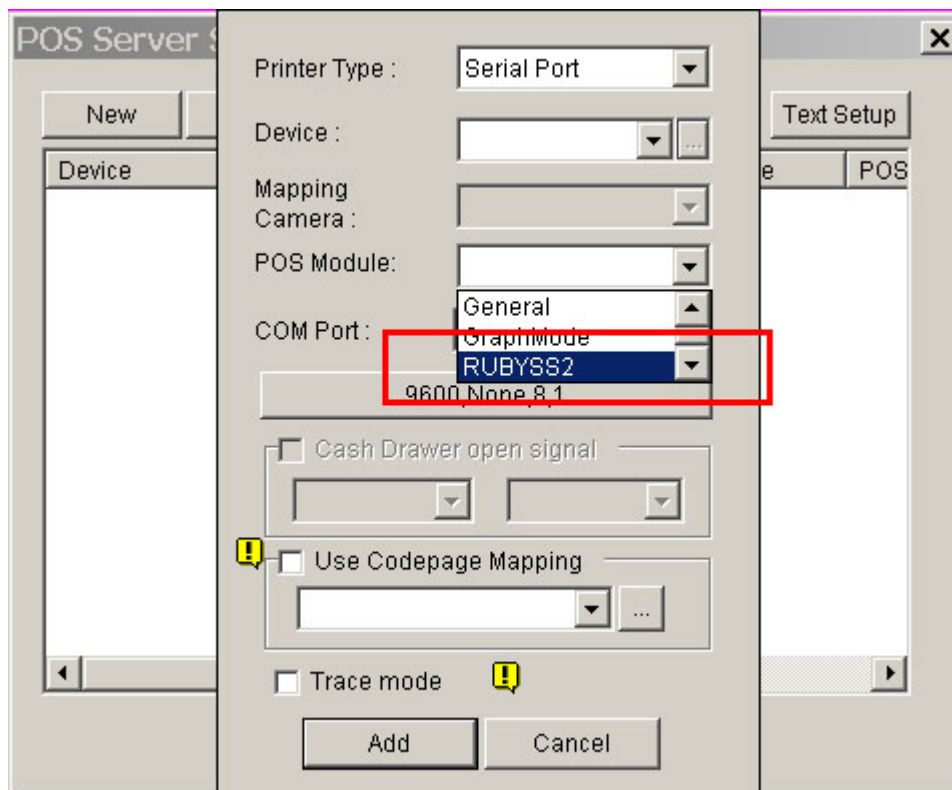 POS Server S
Printer Type : Serial Port
New
Text Setup
Device : ...
Device
e
POS
Mapping
Camera :
POS Module:
General
COM Port :
GraphMode
RUBYSS2
9600,None,8,1
Cash Drawer open signal
! Use Codepage Mapping
...
Trace mode !
Add Cancel